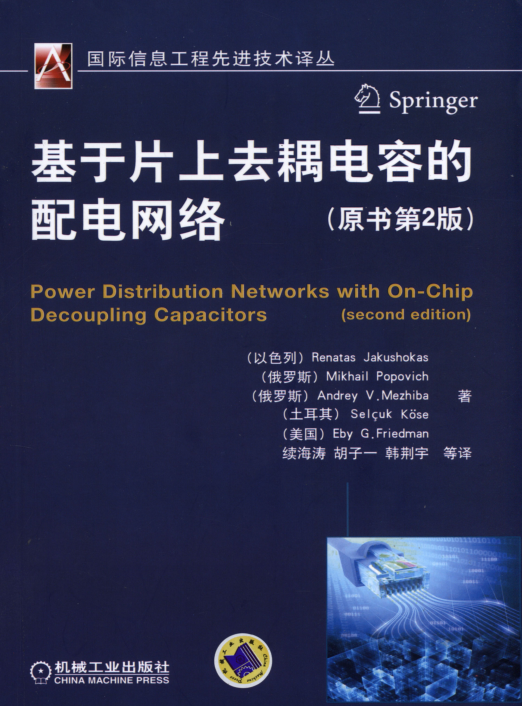 国际信息工程先进技术译丛
Springer
基于片上去耦电容的
配电网络 (原书第2版)
Power Distribution Networks with On-Chip
Decoupling Capacitors (second edition)
(以色列) Renatas Jakushokas
(俄罗斯) Mikhail Popovich
(俄罗斯) Andrey V.Mezhiba 著
(土耳其) Selçuk Köse
(美国) Eby G.Friedman
续海涛 胡子一 韩荆宇 等译
机械工业出版社
CHINA MACHINE PRESS